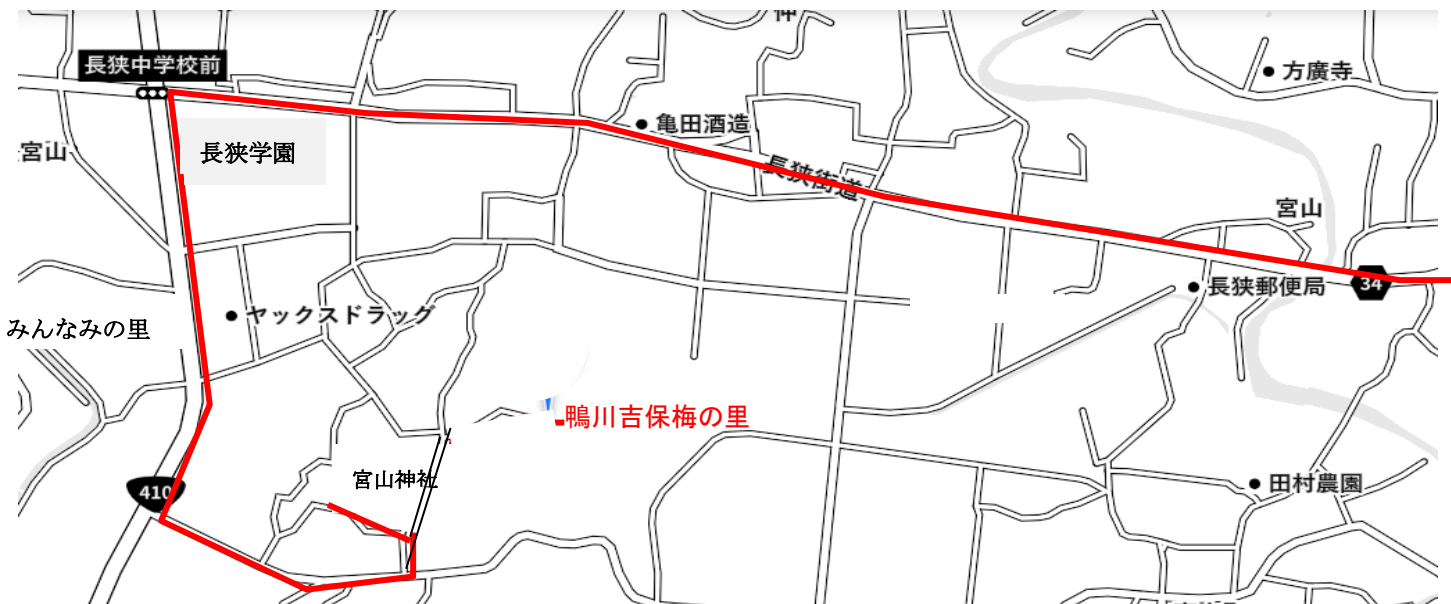 仲
方廣寺
長狭中学校前
亀田酒造
宮山
長狭学園
長狭街道
宮山
34
長狭郵便局
ヤックスドラッグ
みんなみの里
鴨川吉保梅の里
宮山神社
田村農園
410